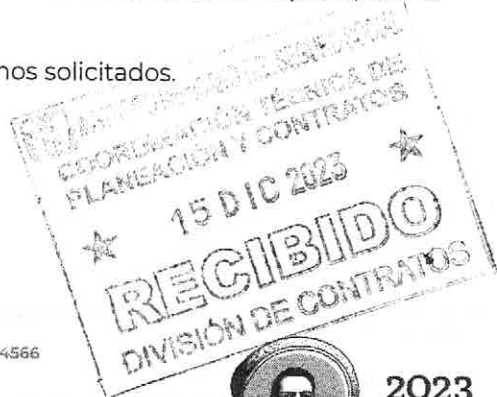 nos solicitados.
COORDINACIÓN TÉCNICA DE
PLANEACIÓN Y CONTRATOS
15 DIC 2023
RECIBIDO
DIVISIÓN DE CONTRATOS
4566
2023